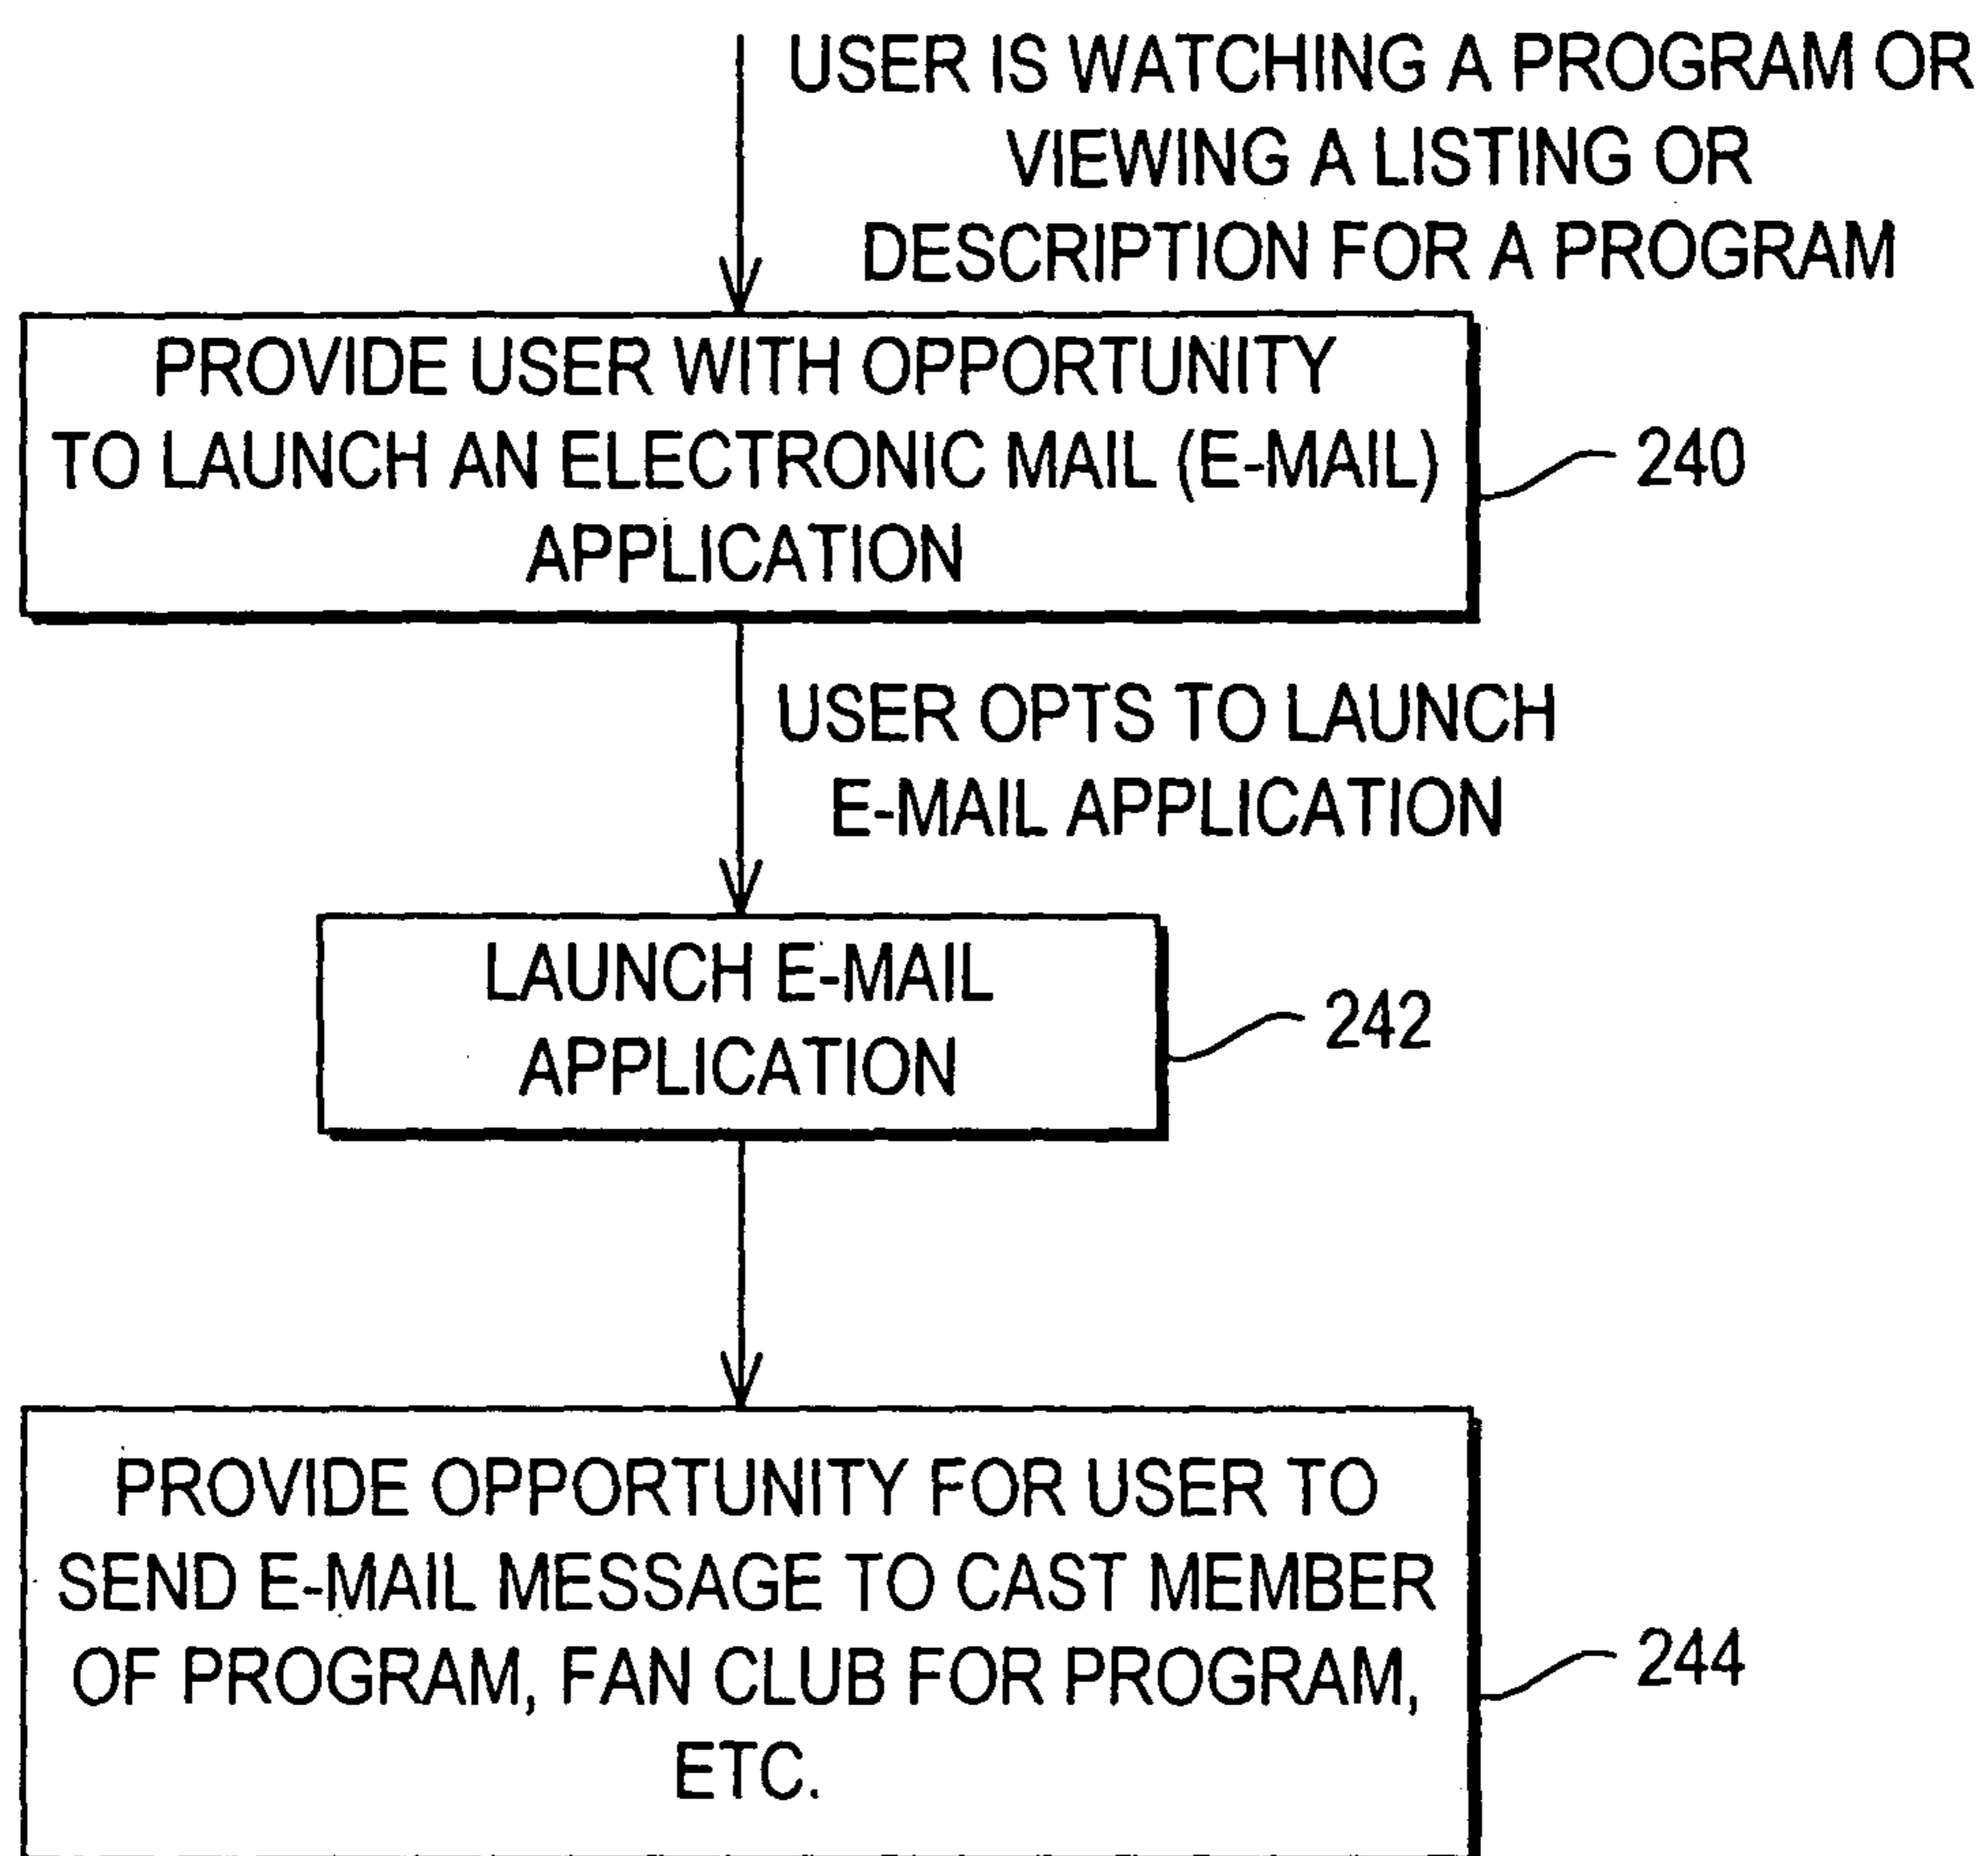 USER IS WATCHING A PROGRAM OR
VIEWING A LISTING OR
DESCRIPTION FOR A PROGRAM
PROVIDE USER WITH OPPORTUNITY
TO LAUNCH AN ELECTRONIC MAIL (E-MAIL)
APPLICATION
240
USER OPTS TO LAUNCH
E-MAIL APPLICATION
LAUNCH E-MAIL
APPLICATION
242
PROVIDE OPPORTUNITY FOR USER TO
SEND E-MAIL MESSAGE TO CAST MEMBER
OF PROGRAM, FAN CLUB FOR PROGRAM,
ETC.
244